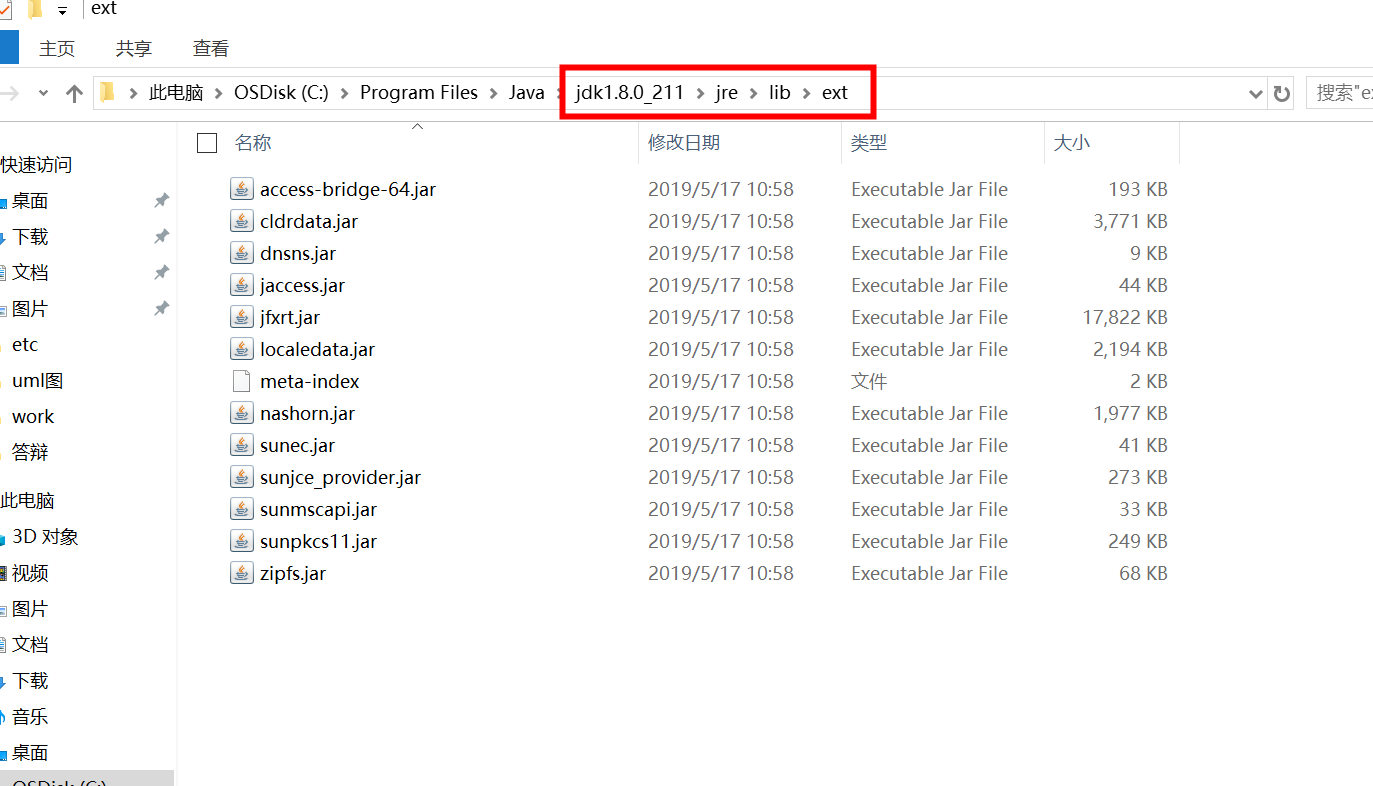 ext
主页 共享 查看
此电脑 OSDisk (C:) Program Files Java jdk1.8.0_211 jre lib ext 搜索"ex
名称 修改日期 类型 大小
快速访问
桌面
下载
文档
图片
etc
uml图
work
答辩
此电脑
3D 对象
视频
图片
文档
下载
音乐
桌面
OSDisk (C:)
access-bridge-64.jar 2019/5/17 10:58 Executable Jar File 193 KB
cldrdata.jar 2019/5/17 10:58 Executable Jar File 3,771 KB
dnsns.jar 2019/5/17 10:58 Executable Jar File 9 KB
jaccess.jar 2019/5/17 10:58 Executable Jar File 44 KB
jfxrt.jar 2019/5/17 10:58 Executable Jar File 17,822 KB
localedata.jar 2019/5/17 10:58 Executable Jar File 2,194 KB
meta-index 2019/5/17 10:58 文件 2 KB
nashorn.jar 2019/5/17 10:58 Executable Jar File 1,977 KB
sunec.jar 2019/5/17 10:58 Executable Jar File 41 KB
sunjce_provider.jar 2019/5/17 10:58 Executable Jar File 273 KB
sunmscapi.jar 2019/5/17 10:58 Executable Jar File 33 KB
sunpkcs11.jar 2019/5/17 10:58 Executable Jar File 249 KB
zipfs.jar 2019/5/17 10:58 Executable Jar File 68 KB